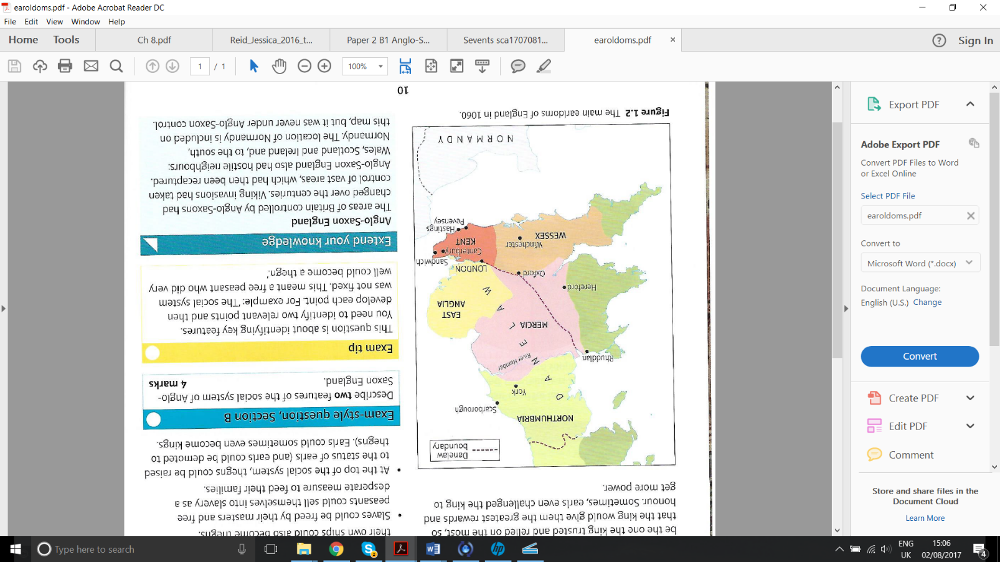 earoldoms.pdf - Adobe Acrobat Reader DC
File Edit View Window Help
Home Tools Ch 8.pdf Reid_Jessica_2016_t... Paper 2 B1 Anglo-S... Sevents sca1707081... earoldoms.pdf × ? Sign In
1 / 1 100%
be the one the king trusted and relied on the most, so
that the king would give them the greatest rewards and
honour. Sometimes, earls even challenged the king to
get more power.
Danelaw
boundary
NORTHUMBRIA
Scarborough
York
DANELAW
River Humber
Rhuddlan
MERCIA
EAST
ANGLIA
Hereford
Oxford
LONDON
Sandwich
Canterbury
Winchester
WESSEX
KENT
Hastings
Pevensey
NORMANDY
Figure 1.2 The main earldoms of England in 1060.
their own ships could also become thegns.
• Slaves could be freed by their masters and free
peasants could sell themselves into slavery as a
desperate measure to feed their families.
• At the top of the social system, thegns could be raised
to the status of earls (and earls could be demoted to
thegns). Earls could sometimes even become kings.
Exam-style question, Section B
Describe two features of the social system of Anglo-
Saxon England. 4 marks
Exam tip
This question is about identifying key features.
You need to identify two relevant points and then
develop each point. For example: 'The social system
was not fixed. This meant a free peasant who did very
well could become a thegn.'
Extend your knowledge
Anglo-Saxon England
The areas of Britain controlled by Anglo-Saxons had
changed over the centuries. Viking invasions had taken
control of vast areas, which had then been recaptured.
Anglo-Saxon England also had hostile neighbours:
Wales, Scotland and Ireland and, to the south,
Normandy. The location of Normandy is included on
this map, but it was never under Anglo-Saxon control.
10
Export PDF
Adobe Export PDF
Convert PDF Files to Word
or Excel Online
Select PDF File
earoldoms.pdf
Convert to
Microsoft Word (*.docx)
Document Language:
English (U.S.) Change
Convert
Create PDF
Edit PDF
Comment
Store and share files in the
Document Cloud
Learn More
Type here to search
2
hp
ENG
UK
15:06
02/08/2017
4